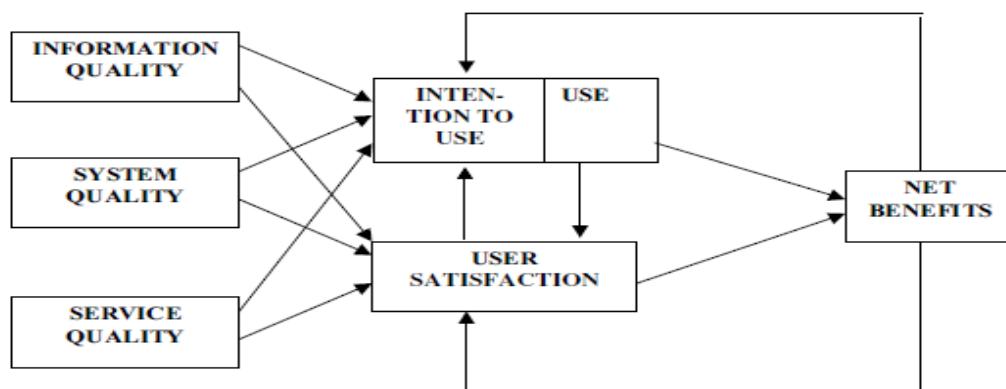 INFORMATION
QUALITY
SYSTEM
QUALITY
SERVICE
QUALITY
INTEN-
TION TO
USE
USE
USER
SATISFACTION
NET
BENEFITS